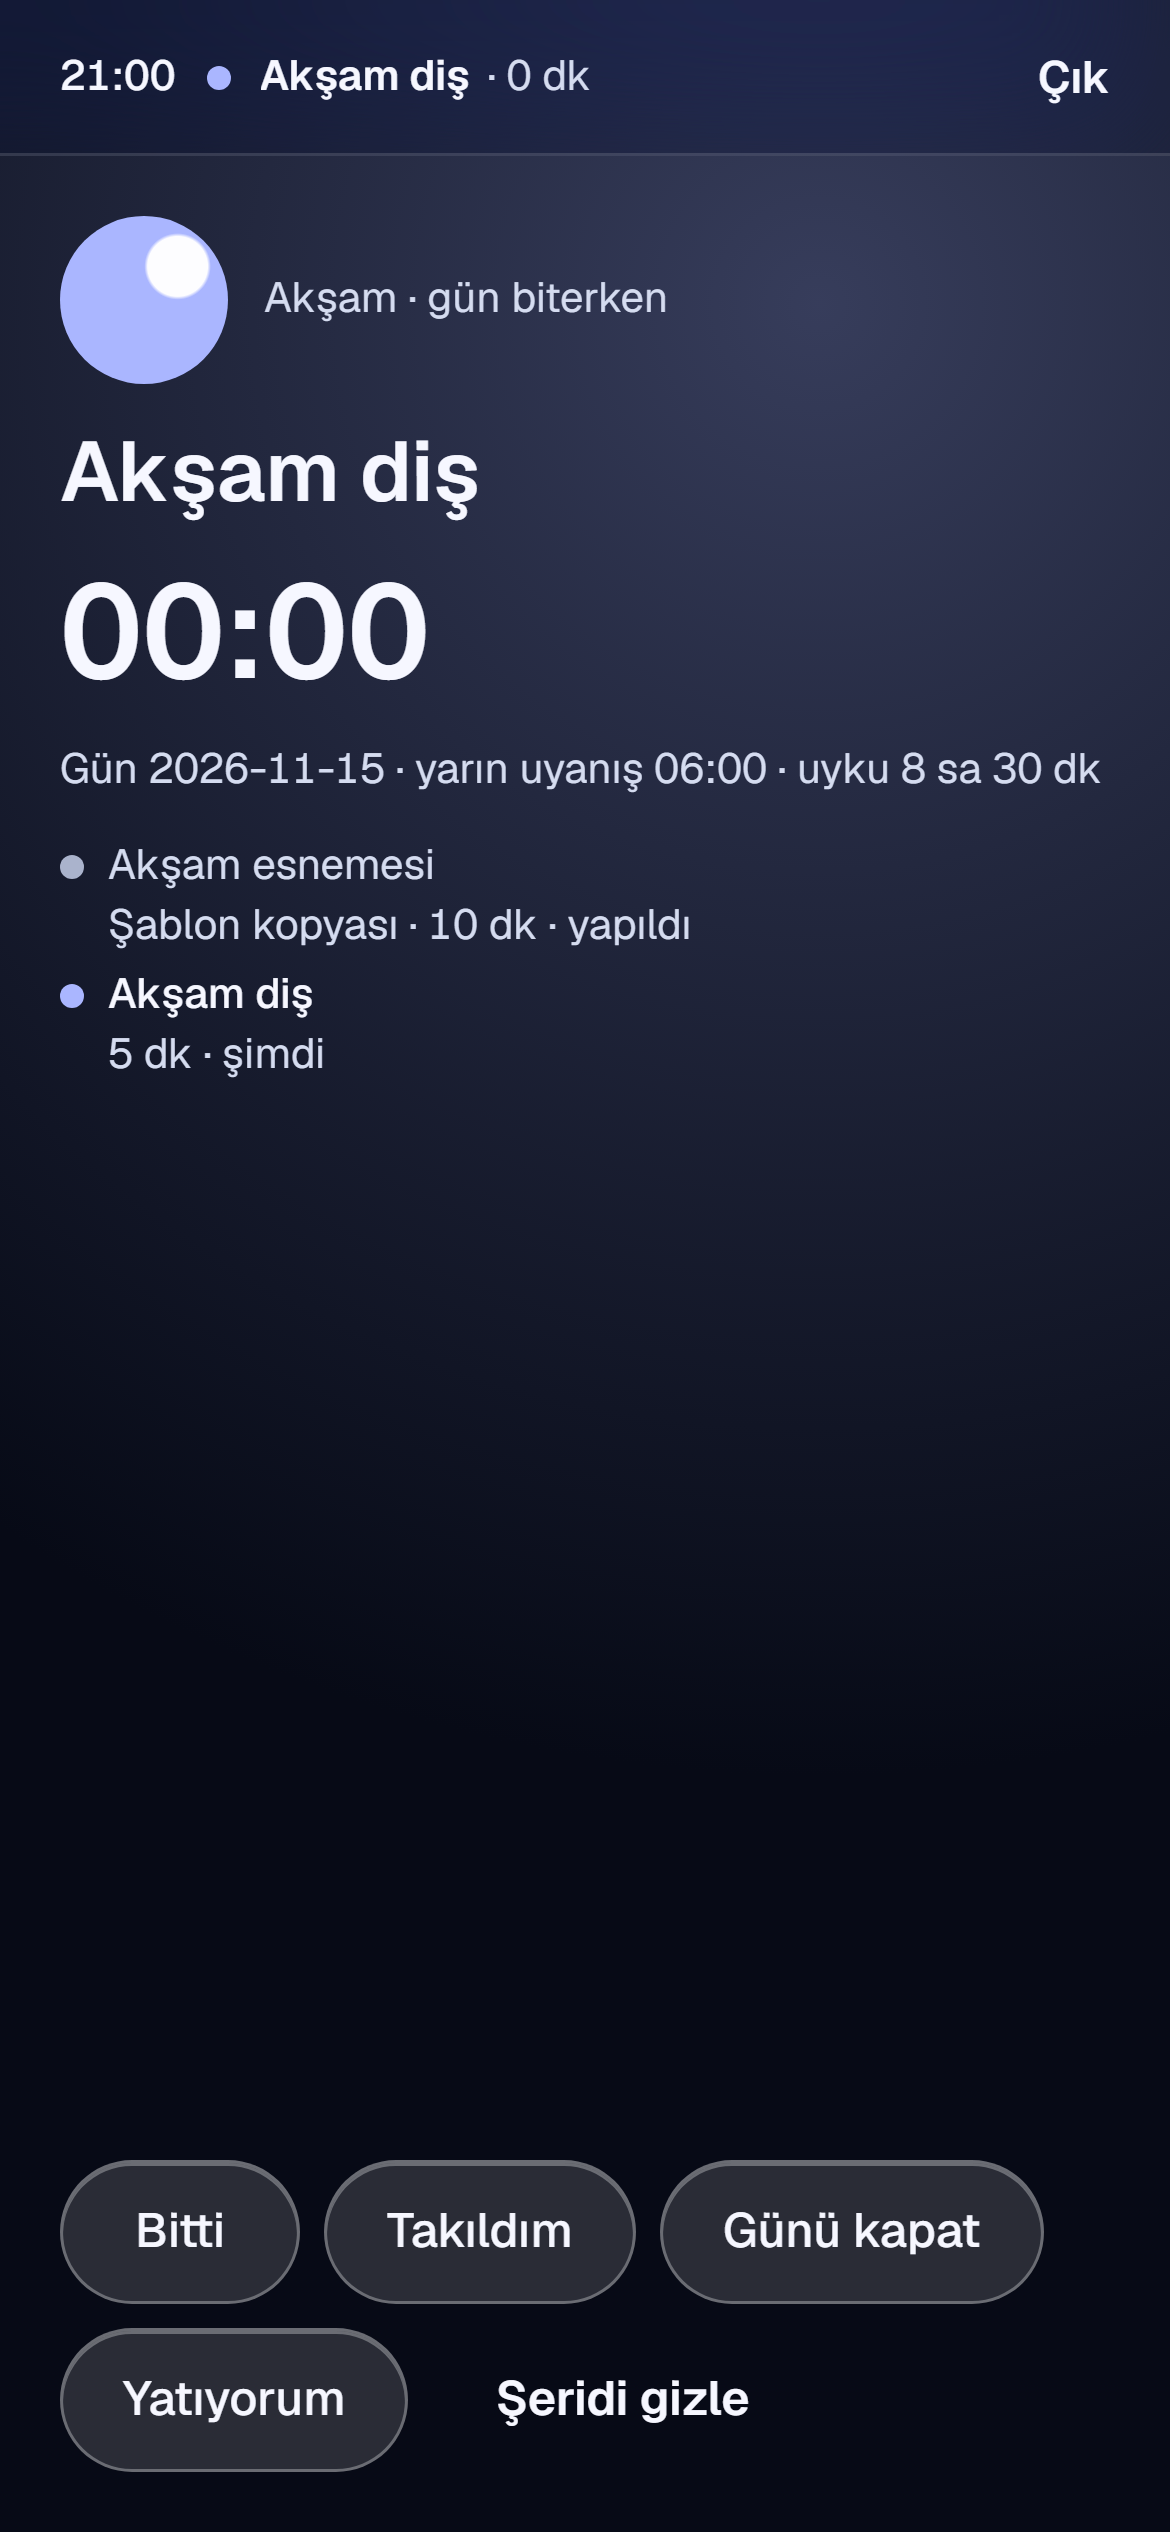 21:00 Akşam diş · 0 dk Çık
Akşam · gün biterken
Akşam diş
00:00
Gün 2026-11-15 · yarın uyanış 06:00 · uyku 8 sa 30 dk
Akşam esnemesi
Şablon kopyası · 10 dk · yapıldı
Akşam diş
5 dk · şimdi
Bitti Takıldım Günü kapat
Yatıyorum Şeridi gizle